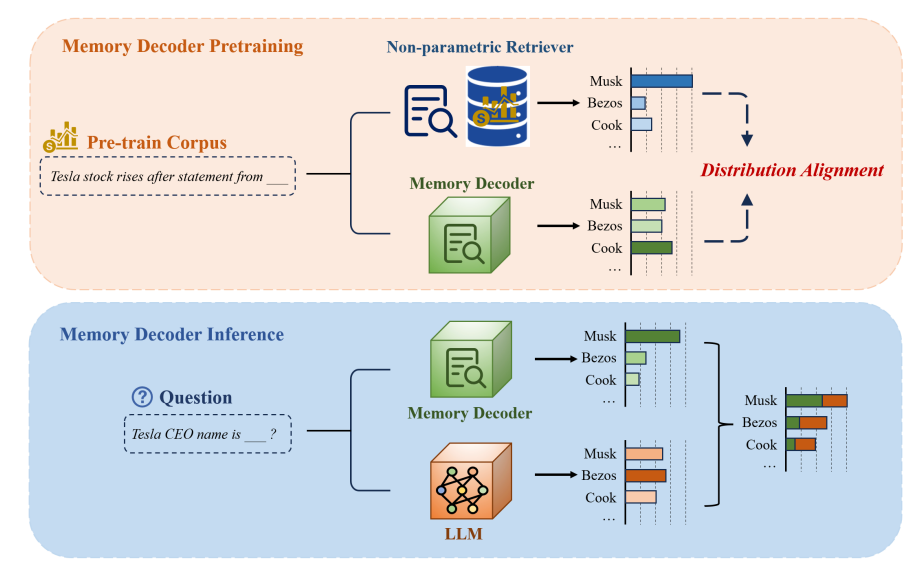 Memory Decoder Pretraining
Non-parametric Retriever
Musk
Bezos
Cook
…
Pre-train Corpus
Tesla stock rises after statement from ___
Distribution Alignment
Memory Decoder
Musk
Bezos
Cook
…
Memory Decoder Inference
Musk
Bezos
Cook
…
Memory Decoder
Question
Tesla CEO name is ___ ?
Musk
Bezos
Cook
…
Musk
Bezos
Cook
…
LLM